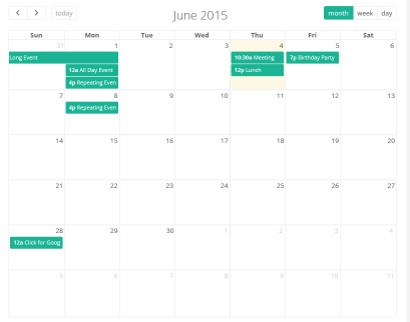 today
June 2015
month week day
Sun Mon Tue Wed Thu Fri Sat
31 1 2 3 4 5 6
Long Event 10:30a Meeting 7p Birthday Party
12a All Day Event 12p Lunch
4p Repeating Even
7 8 9 10 11 12 13
4p Repeating Even
14 15 16 17 18 19 20
21 22 23 24 25 26 27
28 29 30 1 2 3 4
12a Click for Goog
5 6 7 8 9 10 11